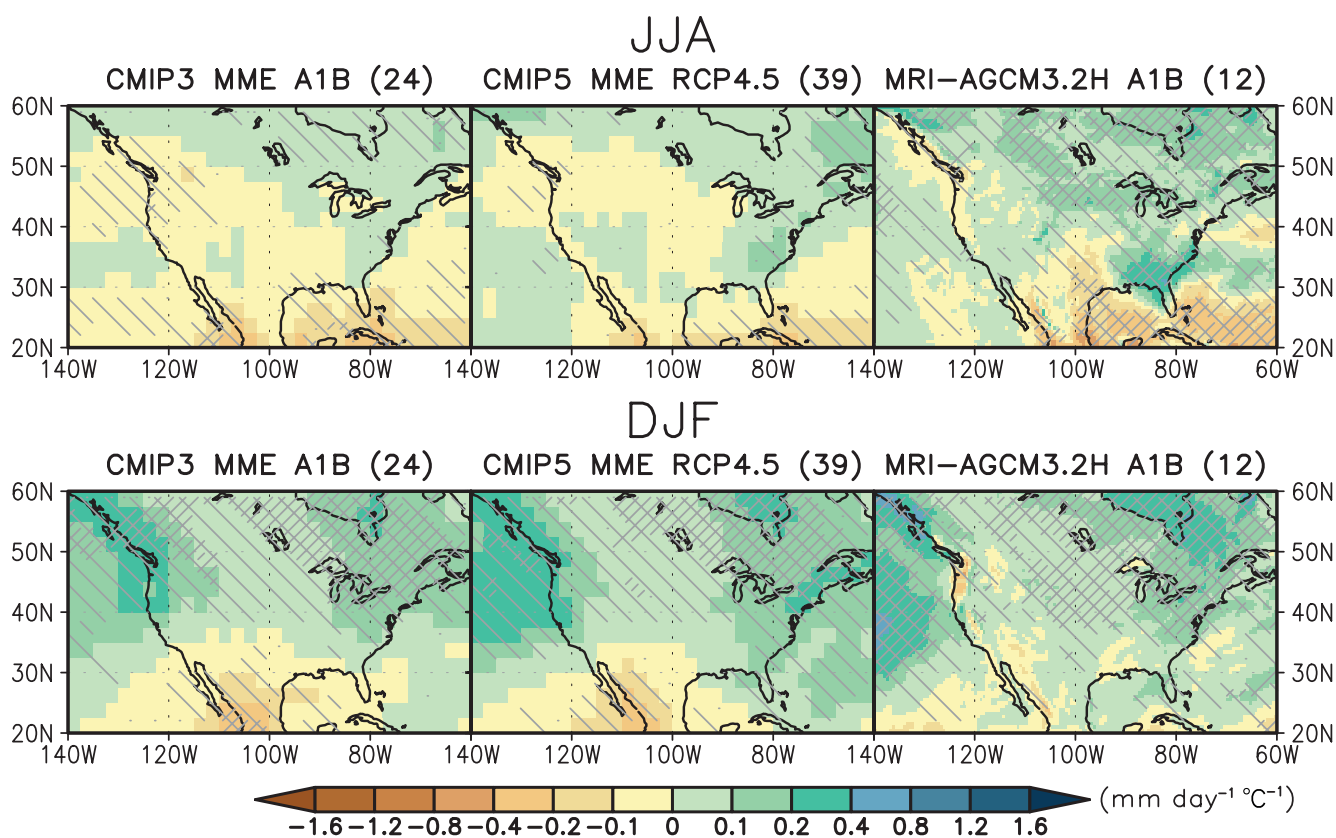 JJA
CMIP3 MME A1B (24) CMIP5 MME RCP4.5 (39) MRI−AGCM3.2H A1B (12)
60N 60N
50N 50N
40N 40N
30N 30N
20N 20N
140W 120W 100W 80W 140W 120W 100W 80W 140W 120W 100W 80W 60W
DJF
CMIP3 MME A1B (24) CMIP5 MME RCP4.5 (39) MRI−AGCM3.2H A1B (12)
60N 60N
50N 50N
40N 40N
30N 30N
20N 20N
140W 120W 100W 80W 140W 120W 100W 80W 140W 120W 100W 80W 60W
(mm day⁻¹ °C⁻¹)
−1.6 −1.2 −0.8 −0.4 −0.2 −0.1 0 0.1 0.2 0.4 0.8 1.2 1.6